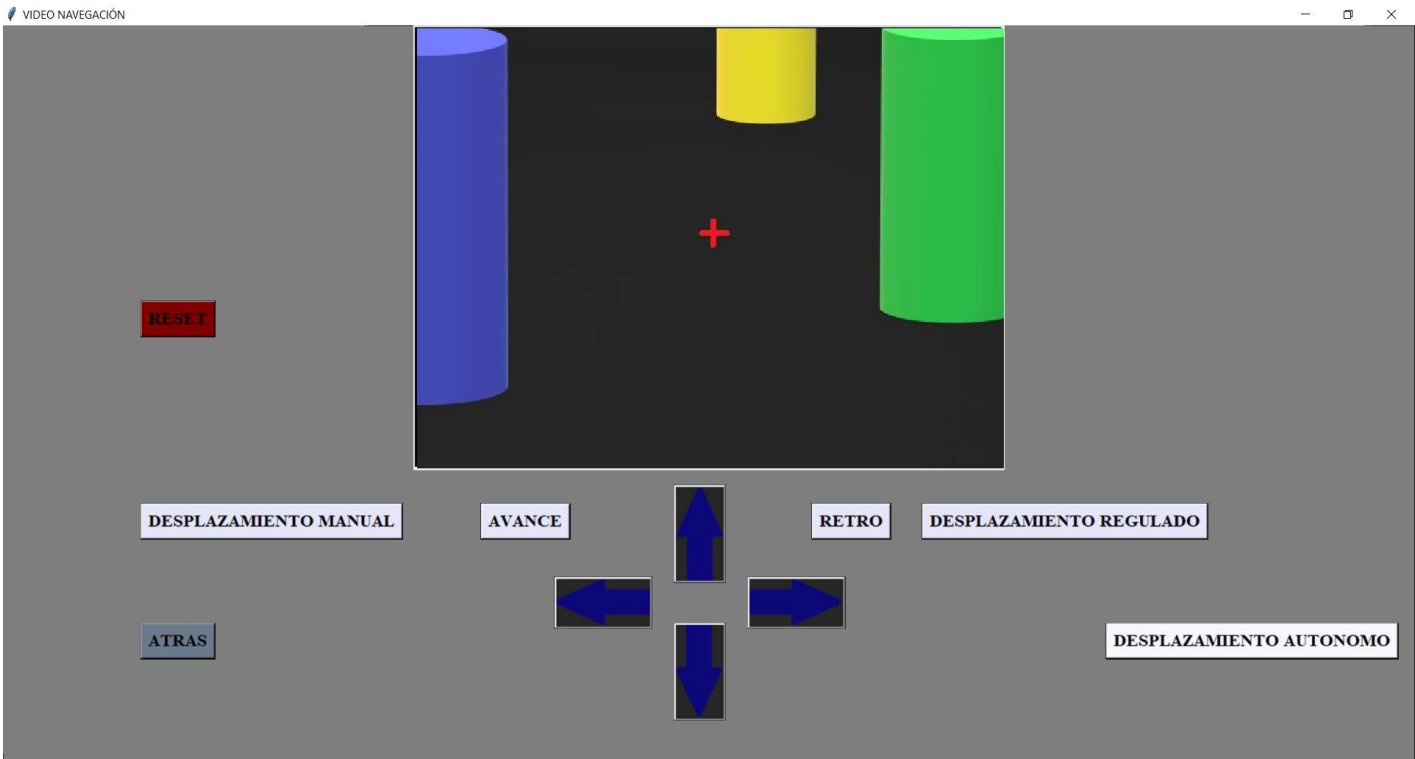 VIDEO NAVEGACIÓN
RESET
DESPLAZAMIENTO MANUAL
AVANCE
RETRO
DESPLAZAMIENTO REGULADO
ATRAS
DESPLAZAMIENTO AUTONOMO